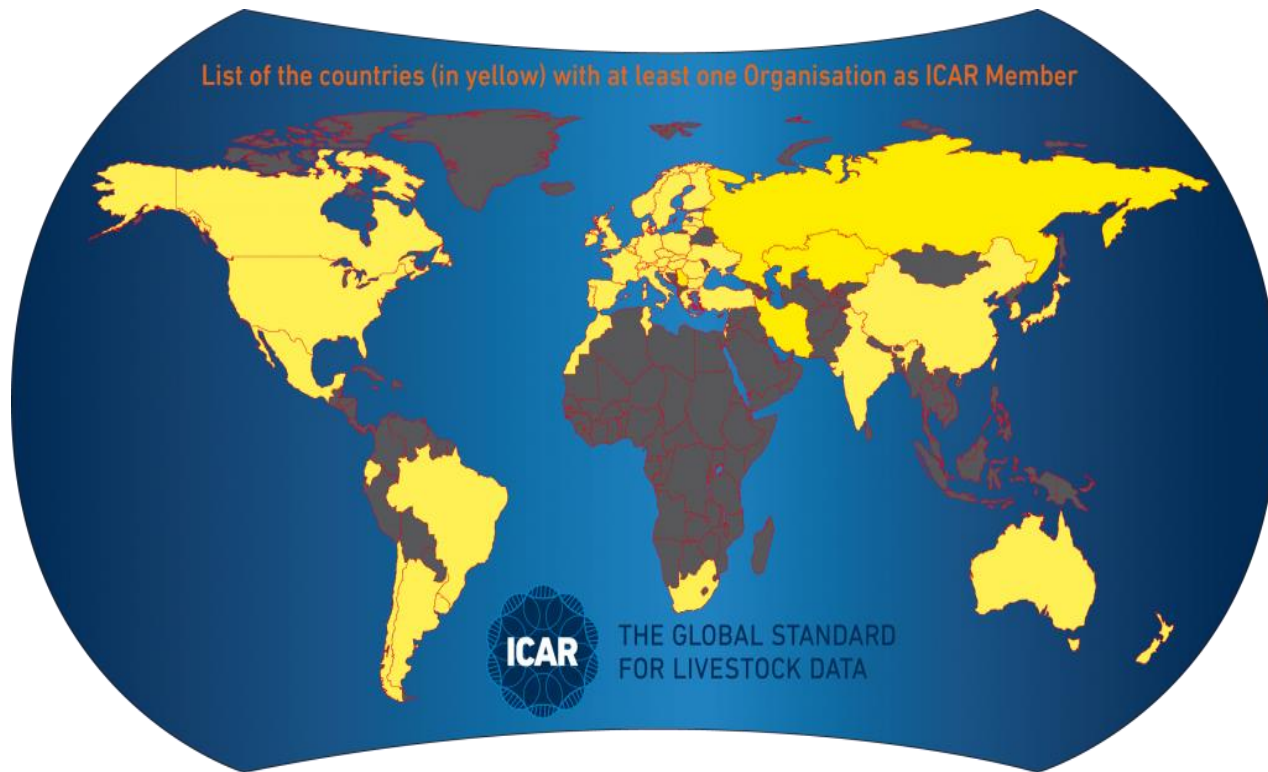 List of the countries (in yellow) with at least one Organisation as ICAR Member
ICAR
THE GLOBAL STANDARD
FOR LIVESTOCK DATA